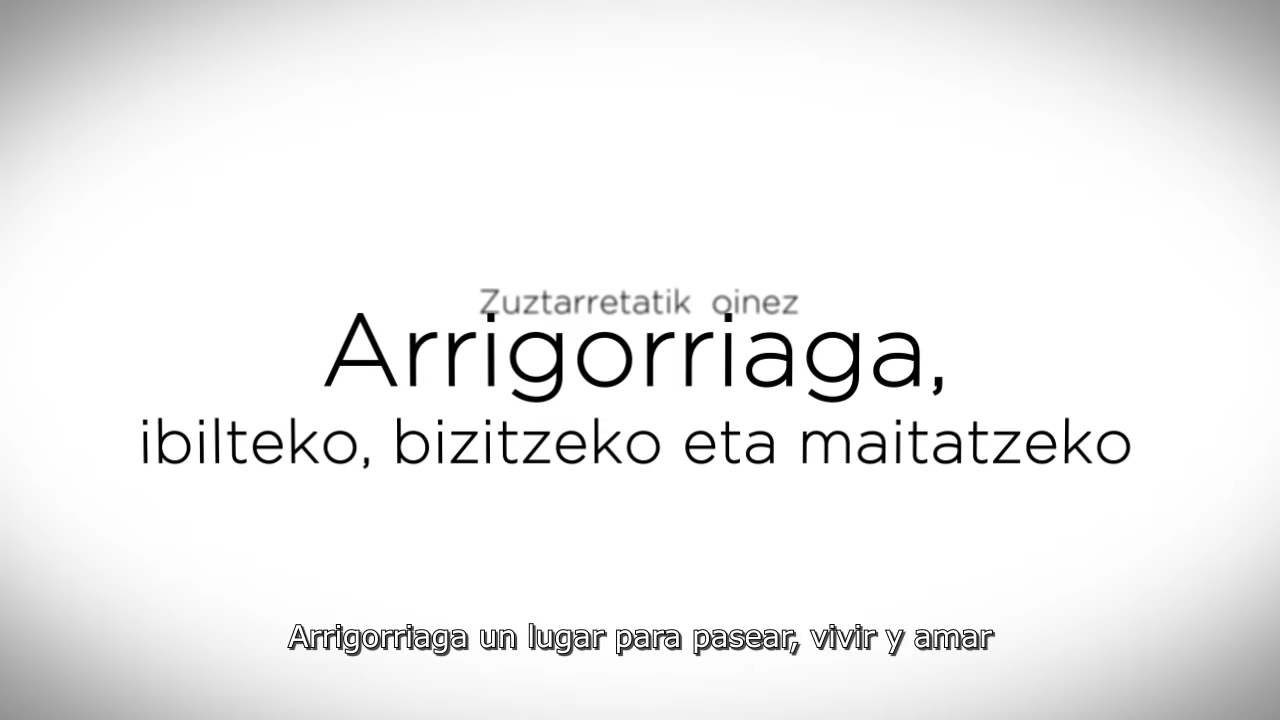 Zuztarretatik oinez
Arrigorriaga,
ibilteko, bizitzeko eta maitatzeko
Arrigorriaga un lugar para pasear, vivir y amar